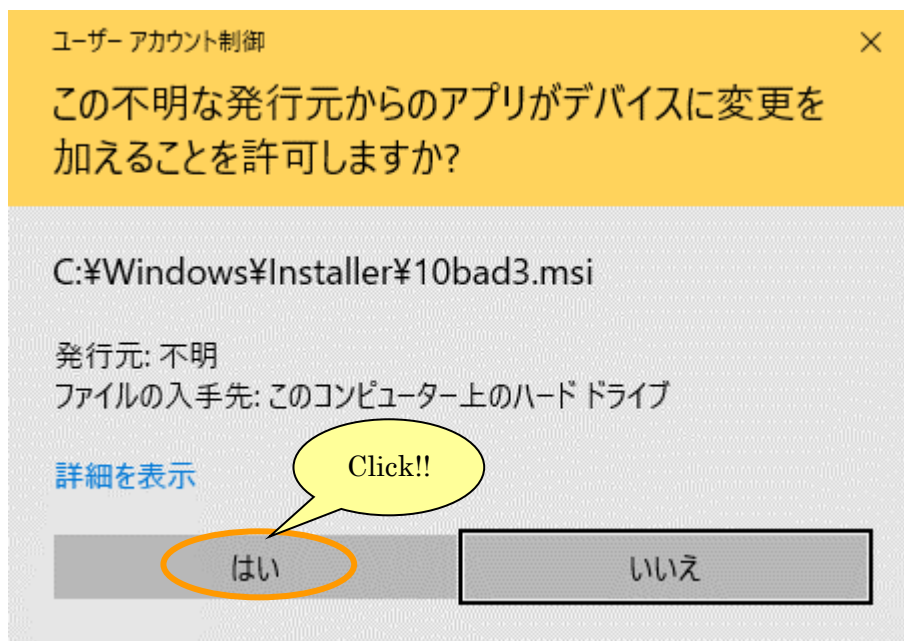 ユーザー アカウント制御
この不明な発行元からのアプリがデバイスに変更を
加えることを許可しますか?
C:¥Windows¥Installer¥10bad3.msi
発行元: 不明
ファイルの入手先: このコンピューター上のハード ドライブ
Click!!
詳細を表示
はい
いいえ